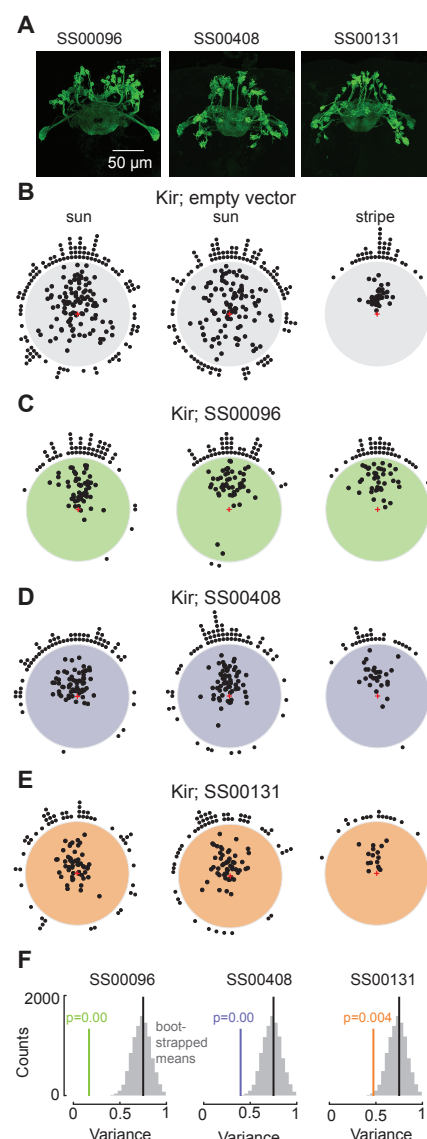 A
SS00096 SS00408 SS00131
50 µm
B
Kir; empty vector
sun sun stripe
C
Kir; SS00096
D
Kir; SS00408
E
Kir; SS00131
F
SS00096 SS00408 SS00131
2000
p=0.00 p=0.00 p=0.004
boot-
strapped
means
Counts
0
0 0.5 1 0 0.5 1 0 0.5 1
Variance Variance Variance